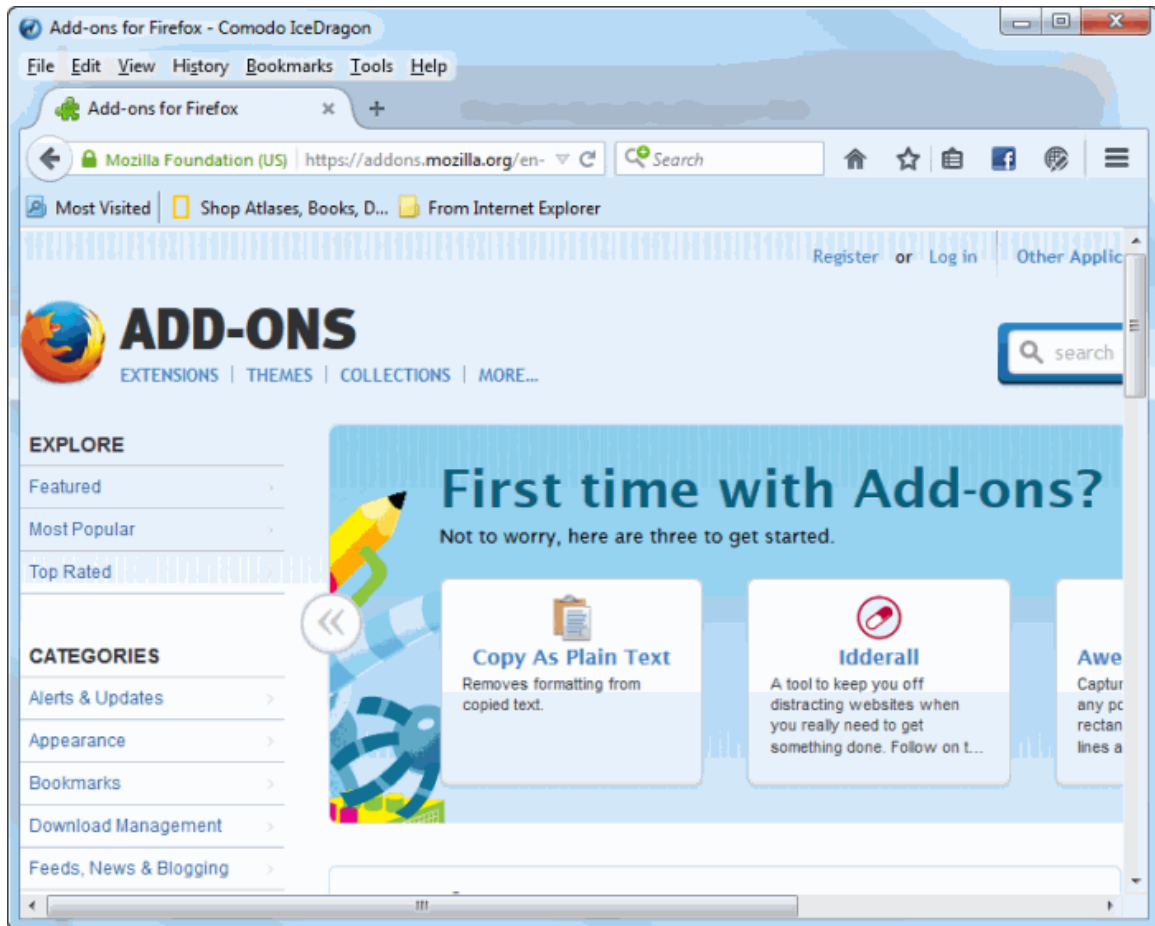 Add-ons for Firefox - Comodo IceDragon
File Edit View History Bookmarks Tools Help
Add-ons for Firefox
Mozilla Foundation (US) https://addons.mozilla.org/en- Search
Most Visited Shop Atlases, Books, D... From Internet Explorer
Register or Log in Other Applic
ADD-ONS
EXTENSIONS | THEMES | COLLECTIONS | MORE...
search
EXPLORE
Featured
Most Popular
Top Rated
CATEGORIES
Alerts & Updates
Appearance
Bookmarks
Download Management
Feeds, News & Blogging
First time with Add-ons?
Not to worry, here are three to get started.
Copy As Plain Text
Removes formatting from
copied text.
Idderall
A tool to keep you off
distracting websites when
you really need to get
something done. Follow on t...
Awe
Captur
any po
rectan
lines a